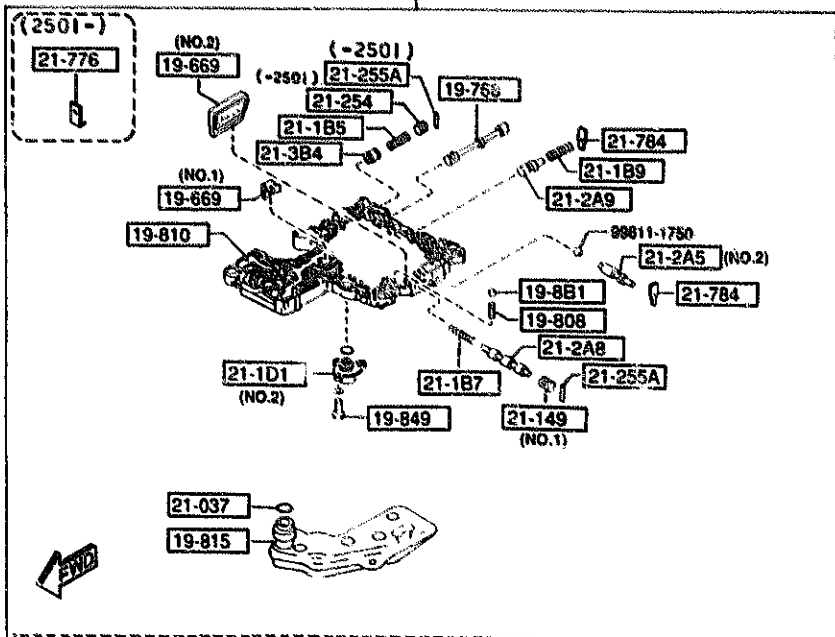 (2501-)
21-776
(NO.2)
19-669
(-2501)
21-255A
(-2501)
21-254
21-1B5
21-3B4
19-769
21-784
21-1B9
21-2A9
(NO.1)
19-669
19-810
99811-1750
21-2A5 (NO.2)
21-784
19-8B1
19-808
21-2A8
21-1B7
21-255A
21-149
(NO.1)
21-1D1
(NO.2)
19-849
21-037
19-815
FWD